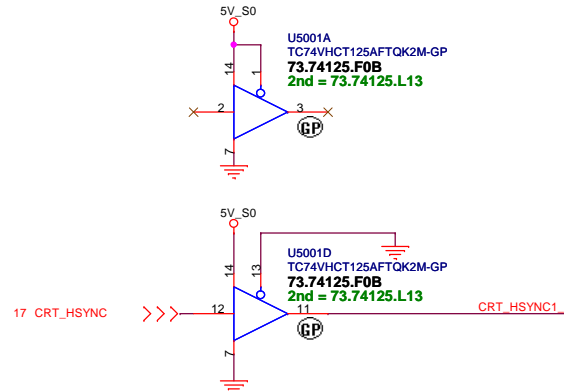 5V_S0
U5001A
TC74VHCT125AFTQK2M-GP
73.74125.F0B
2nd = 73.74125.L13
14
1
2
3
GP
7
5V_S0
U5001D
TC74VHCT125AFTQK2M-GP
73.74125.F0B
2nd = 73.74125.L13
14
13
17 CRT_HSYNC
12
11
CRT_HSYNC1_
GP
7